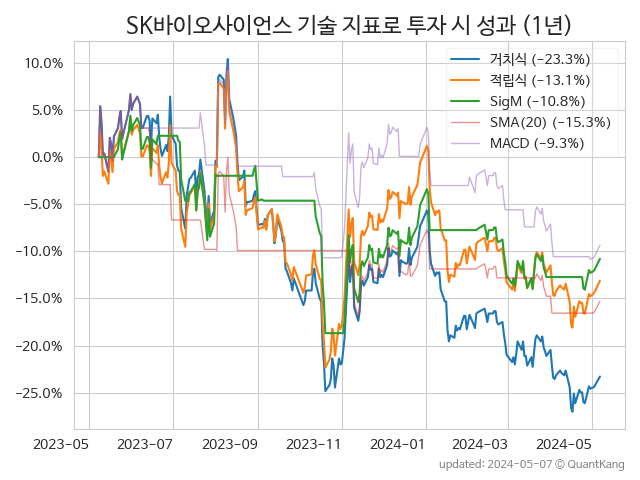 SK바이오사이언스 기술 지표로 투자 시 성과 (1년)
거치식 (−23.3%)
적립식 (−13.1%)
SigM (−10.8%)
SMA(20) (−15.3%)
MACD (−9.3%)
10.0%
5.0%
0.0%
−5.0%
−10.0%
−15.0%
−20.0%
−25.0%
2023-05 2023-07 2023-09 2023-11 2024-01 2024-03 2024-05
updated: 2024-05-07 © QuantKang